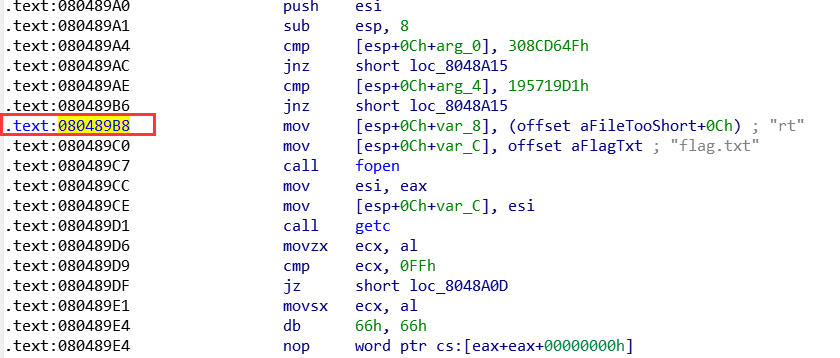 .text:080489A0 push esi
.text:080489A1 sub esp, 8
.text:080489A4 cmp [esp+0Ch+arg_0], 308CD64Fh
.text:080489AC jnz short loc_8048A15
.text:080489AE cmp [esp+0Ch+arg_4], 195719D1h
.text:080489B6 jnz short loc_8048A15
.text:080489B8 mov [esp+0Ch+var_8], (offset aFileTooShort+0Ch) ; "rt"
.text:080489C0 mov [esp+0Ch+var_C], offset aFlagTxt ; "flag.txt"
.text:080489C7 call fopen
.text:080489CC mov esi, eax
.text:080489CE mov [esp+0Ch+var_C], esi
.text:080489D1 call getc
.text:080489D6 movzx ecx, al
.text:080489D9 cmp ecx, 0FFh
.text:080489DF jz short loc_8048A0D
.text:080489E1 movsx ecx, al
.text:080489E4 db 66h, 66h
.text:080489E4 nop word ptr cs:[eax+eax+00000000h]